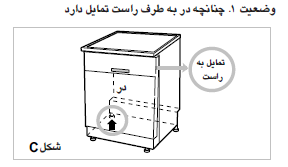 وضعیت ۱. چنانچه در به طرف راست تمایل دارد
تمایل به
راست
در
شکل C